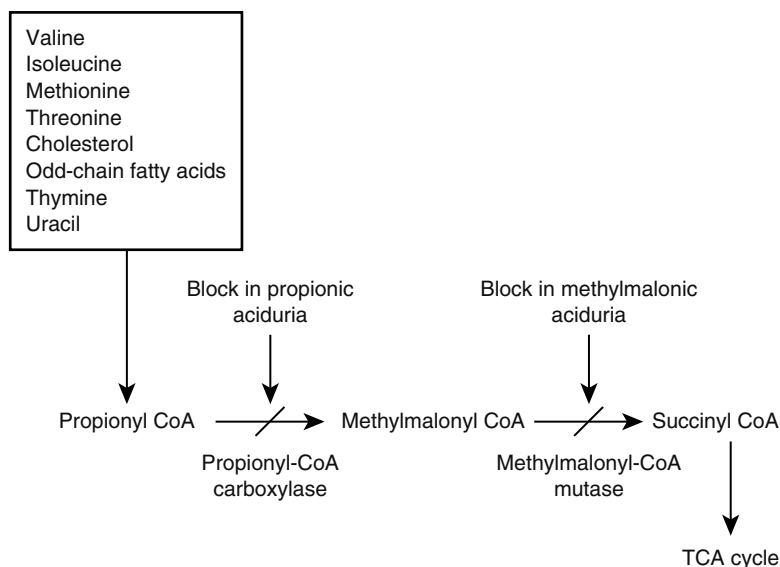 Valine
Isoleucine
Methionine
Threonine
Cholesterol
Odd-chain fatty acids
Thymine
Uracil
Block in propionic
aciduria
Block in methylmalonic
aciduria
Propionyl CoA
Methylmalonyl CoA
Succinyl CoA
Propionyl-CoA
carboxylase
Methylmalonyl-CoA
mutase
TCA cycle